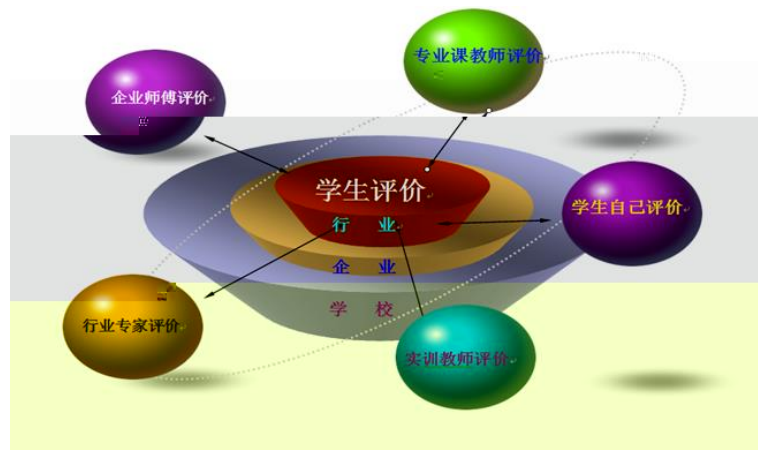 专业课教师评价
企业师傅评价
学生评价
学生自己评价
行 业
企 业
学 校
行业专家评价
实训教师评价